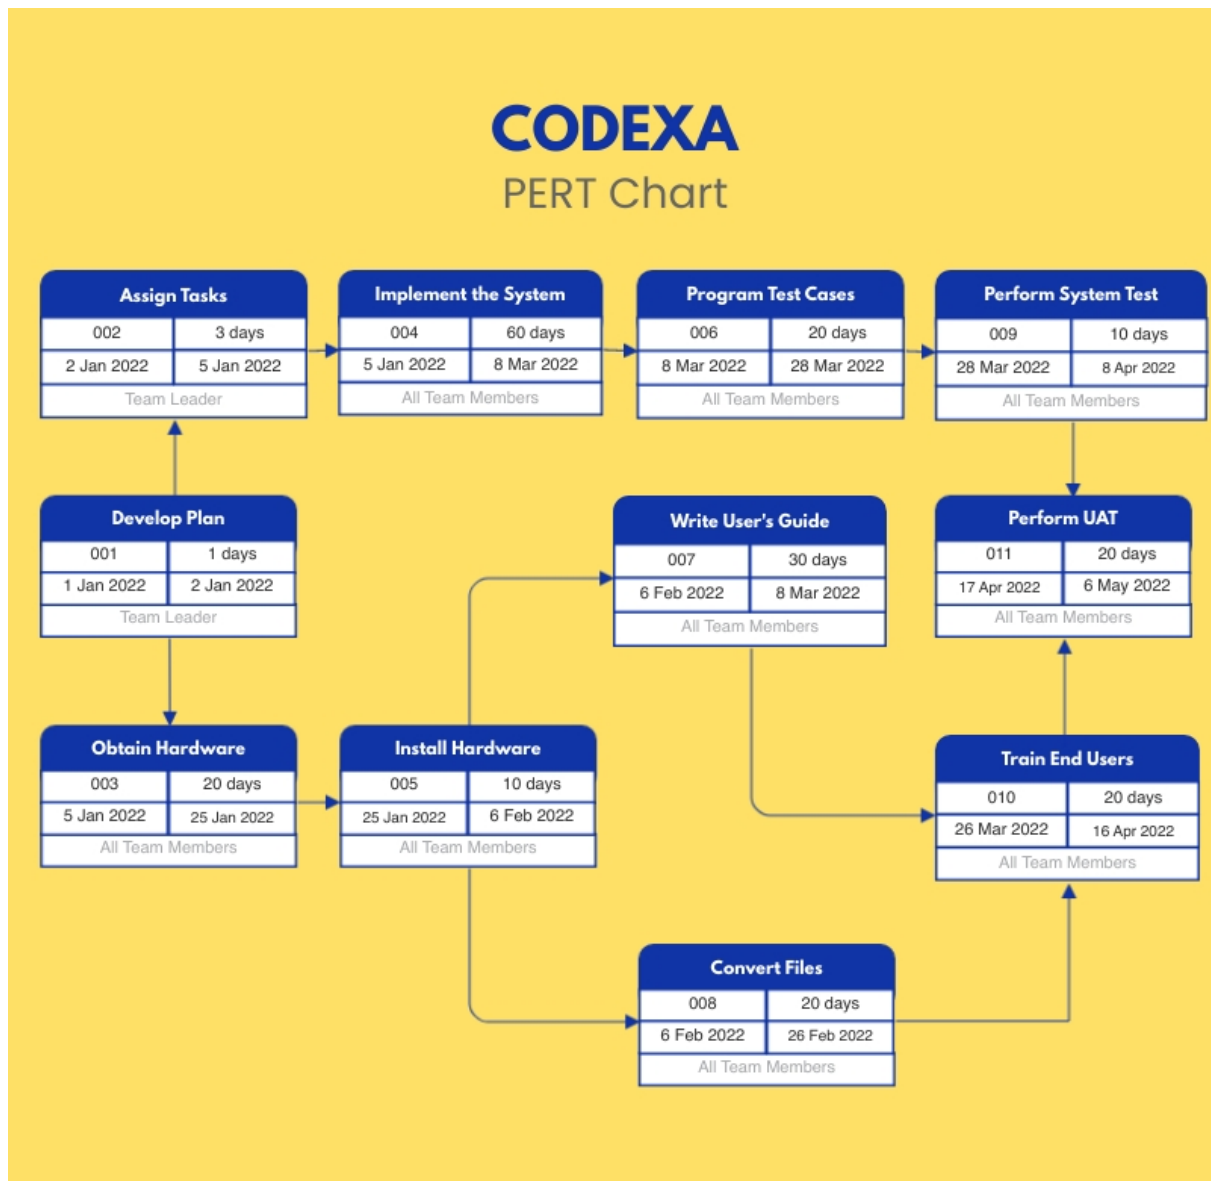 CODEXA
PERT Chart
Assign Tasks
002 3 days
2 Jan 2022 5 Jan 2022
Team Leader
Implement the System
004 60 days
5 Jan 2022 8 Mar 2022
All Team Members
Program Test Cases
006 20 days
8 Mar 2022 28 Mar 2022
All Team Members
Perform System Test
009 10 days
28 Mar 2022 8 Apr 2022
All Team Members
Develop Plan
001 1 days
1 Jan 2022 2 Jan 2022
Team Leader
Write User's Guide
007 30 days
6 Feb 2022 8 Mar 2022
All Team Members
Perform UAT
011 20 days
17 Apr 2022 6 May 2022
All Team Members
Obtain Hardware
003 20 days
5 Jan 2022 25 Jan 2022
All Team Members
Install Hardware
005 10 days
25 Jan 2022 6 Feb 2022
All Team Members
Train End Users
010 20 days
26 Mar 2022 16 Apr 2022
All Team Members
Convert Files
008 20 days
6 Feb 2022 26 Feb 2022
All Team Members